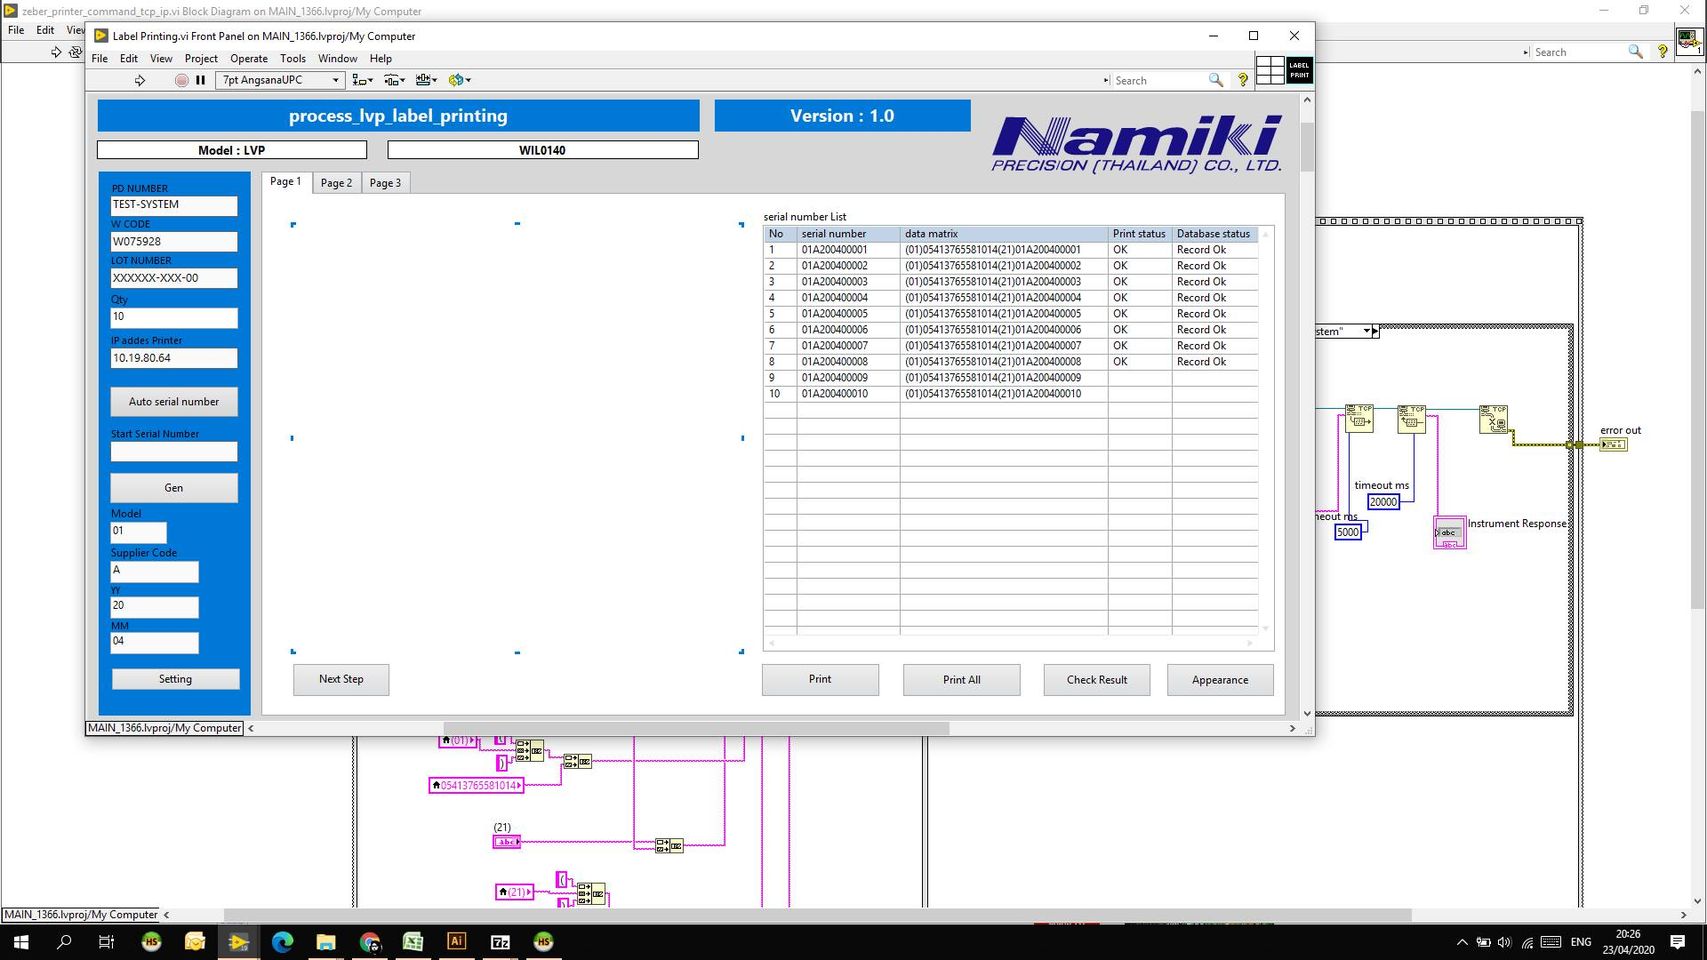 zeber_printer_command_tcp_ip.vi Block Diagram on MAIN_1366.lvproj/My Computer
File Edit View
Search
Label Printing.vi Front Panel on MAIN_1366.lvproj/My Computer
File Edit View Project Operate Tools Window Help
7pt AngsanaUPC
Search
LABEL
PRINT
process_lvp_label_printing
Version : 1.0
Namiki
PRECISION (THAILAND) CO., LTD.
Model : LVP
WIL0140
PD NUMBER
TEST-SYSTEM
W CODE
W075928
LOT NUMBER
XXXXXX-XXX-00
Qty
10
IP addes Printer
10.19.80.64
Auto serial number
Start Serial Number
Gen
Model
01
Supplier Code
A
YY
20
MM
04
Setting
Page 1 Page 2 Page 3
serial number List
No serial number data matrix Print status Database status
1 01A200400001 (01)05413765581014(21)01A200400001 OK Record Ok
2 01A200400002 (01)05413765581014(21)01A200400002 OK Record Ok
3 01A200400003 (01)05413765581014(21)01A200400003 OK Record Ok
4 01A200400004 (01)05413765581014(21)01A200400004 OK Record Ok
5 01A200400005 (01)05413765581014(21)01A200400005 OK Record Ok
6 01A200400006 (01)05413765581014(21)01A200400006 OK Record Ok
7 01A200400007 (01)05413765581014(21)01A200400007 OK Record Ok
8 01A200400008 (01)05413765581014(21)01A200400008 OK Record Ok
9 01A200400009 (01)05413765581014(21)01A200400009
10 01A200400010 (01)05413765581014(21)01A200400010
Next Step
Print
Print All
Check Result
Appearance
MAIN_1366.lvproj/My Computer
stem"
TCP
TCP
TCP
error out
timeout ms
20000
neout ms
5000
Instrument Response
abc
abc
(01)
05413765581014
(21)
abc
(21)
MAIN_1366.lvproj/My Computer
HS
Ai
7z
HS
ENG
20:26
23/04/2020